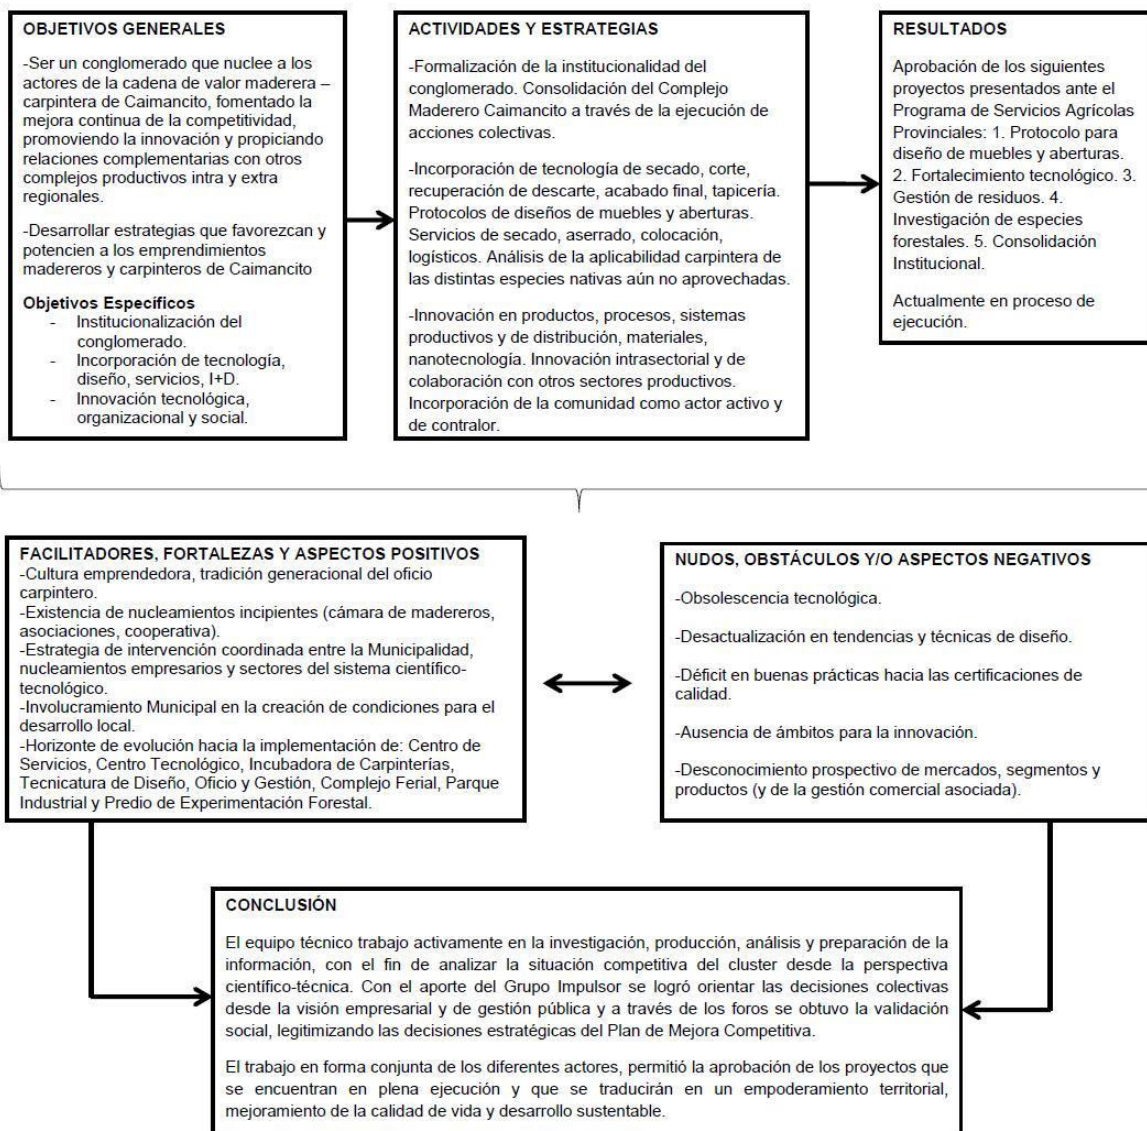 OBJETIVOS GENERALES
-Ser un conglomerado que nuclee a los
actores de la cadena de valor maderera –
carpintera de Caimancito, fomentado la
mejora continua de la competitividad,
promoviendo la innovación y propiciando
relaciones complementarias con otros
complejos productivos intra y extra
regionales.
-Desarrollar estrategias que favorezcan y
potencien a los emprendimientos
madereros y carpinteros de Caimancito
Objetivos Específicos
- Institucionalización del
conglomerado.
- Incorporación de tecnología,
diseño, servicios, I+D.
- Innovación tecnológica,
organizacional y social.
ACTIVIDADES Y ESTRATEGIAS
-Formalización de la institucionalidad del
conglomerado. Consolidación del Complejo
Maderero Caimancito a través de la ejecución de
acciones colectivas.
-Incorporación de tecnología de secado, corte,
recuperación de descarte, acabado final, tapicería.
Protocolos de diseños de muebles y aberturas.
Servicios de secado, aserrado, colocación,
logísticos. Análisis de la aplicabilidad carpintera de
las distintas especies nativas aún no aprovechadas.
-Innovación en productos, procesos, sistemas
productivos y de distribución, materiales,
nanotecnología. Innovación intrasectorial y de
colaboración con otros sectores productivos.
Incorporación de la comunidad como actor activo y
de contralor.
RESULTADOS
Aprobación de los siguientes
proyectos presentados ante el
Programa de Servicios Agrícolas
Provinciales: 1. Protocolo para
diseño de muebles y aberturas.
2. Fortalecimiento tecnológico. 3.
Gestión de residuos. 4.
Investigación de especies
forestales. 5. Consolidación
Institucional.
Actualmente en proceso de
ejecución.
FACILITADORES, FORTALEZAS Y ASPECTOS POSITIVOS
-Cultura emprendedora, tradición generacional del oficio
carpintero.
-Existencia de nucleamientos incipientes (cámara de madereros,
asociaciones, cooperativa).
-Estrategia de intervención coordinada entre la Municipalidad,
nucleamientos empresarios y sectores del sistema científico-
tecnológico.
-Involucramiento Municipal en la creación de condiciones para el
desarrollo local.
-Horizonte de evolución hacia la implementación de: Centro de
Servicios, Centro Tecnológico, Incubadora de Carpinterías,
Tecnicatura de Diseño, Oficio y Gestión, Complejo Ferial, Parque
Industrial y Predio de Experimentación Forestal.
NUDOS, OBSTÁCULOS Y/O ASPECTOS NEGATIVOS
-Obsolescencia tecnológica.
-Desactualización en tendencias y técnicas de diseño.
-Déficit en buenas prácticas hacia las certificaciones de
calidad.
-Ausencia de ámbitos para la innovación.
-Desconocimiento prospectivo de mercados, segmentos y
productos (y de la gestión comercial asociada).
CONCLUSIÓN
El equipo técnico trabajo activamente en la investigación, producción, análisis y preparación de la
información, con el fin de analizar la situación competitiva del cluster desde la perspectiva
científico-técnica. Con el aporte del Grupo Impulsor se logró orientar las decisiones colectivas
desde la visión empresarial y de gestión pública y a través de los foros se obtuvo la validación
social, legitimizando las decisiones estratégicas del Plan de Mejora Competitiva.
El trabajo en forma conjunta de los diferentes actores, permitió la aprobación de los proyectos que
se encuentran en plena ejecución y que se traducirán en un empoderamiento territorial,
mejoramiento de la calidad de vida y desarrollo sustentable.